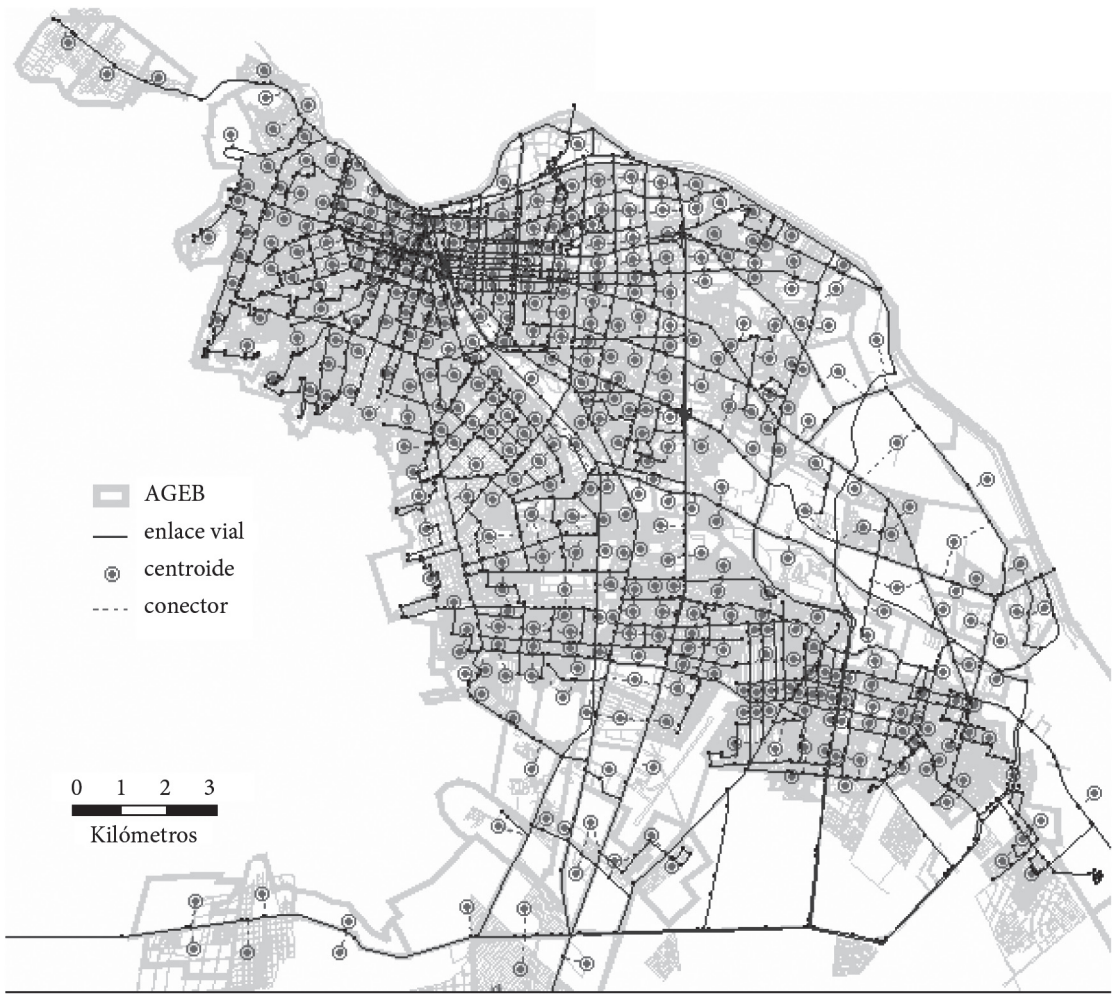 AGEB
enlace vial
centroide
conector
0 1 2 3
Kilómetros